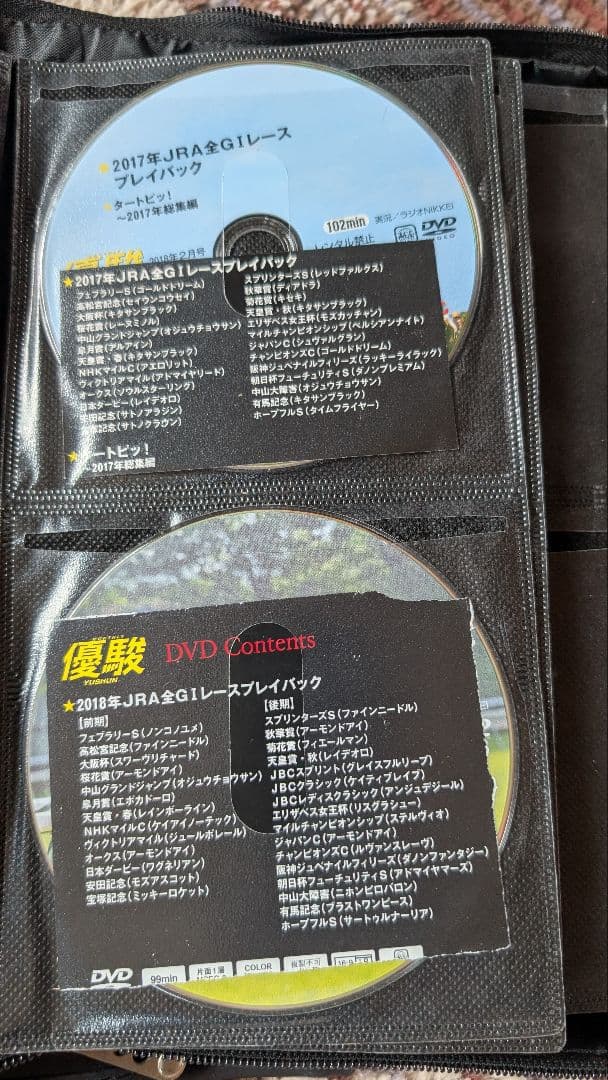 ★2017年JRA全GIレース
プレイバック
★タートピッ!
〜2017年総集編
102min 実況/ラジオNIKKEI
レンタル禁止
DVD
VIDEO
2018年2月号
★2017年JRA全GIレースプレイバック
フェブラリーS(ゴールドドリーム)
高松宮記念(セイウンコウセイ)
大阪杯(キタサンブラック)
桜花賞(レーヌミノル)
中山グランドジャンプ(オジュウチョウサン)
皐月賞(アルアイン)
天皇賞・春(キタサンブラック)
NHKマイルC(アエロリット)
ヴィクトリアマイル(アドマイヤリード)
オークス(ソウルスターリング)
日本ダービー(レイデオロ)
田記念(サトノアラジン)
記念(サトノクラウン)
スプリンターズS(レッドファルクス)
秋華賞(ディアドラ)
菊花賞(キセキ)
天皇賞・秋(キタサンブラック)
エリザベス女王杯(モズカッチャン)
マイルチャンピオンシップ(ペルシアンナイト)
ジャパンC(シュヴァルグラン)
チャンピオンズC(ゴールドドリーム)
阪神ジュベナイルフィリーズ(ラッキーライラック)
朝日杯フューチュリティS(ダノンプレミアム)
中山大障害(オジュウチョウサン)
有馬記念(キタサンブラック)
ホープフルS(タイムフライヤー)
★タートピッ!
〜2017年総集編
MONTHLY
優駿
YUSHUN
DVD Contents
★2018年JRA全GIレースプレイバック
【前期】
フェブラリーS(ノンコノユメ)
高松宮記念(ファインニードル)
大阪杯(スワーヴリチャード)
桜花賞(アーモンドアイ)
中山グランドジャンプ(オジュウチョウサン)
皐月賞(エポカドーロ)
天皇賞・春(レインボーライン)
NHKマイルC(ケイアイノーテック)
ヴィクトリアマイル(ジュールポレール)
オークス(アーモンドアイ)
日本ダービー(ワグネリアン)
安田記念(モズアスコット)
宝塚記念(ミッキーロケット)
【後期】
スプリンターズS(ファインニードル)
秋華賞(アーモンドアイ)
菊花賞(フィエールマン)
天皇賞・秋(レイデオロ)
JBCスプリント(グレイスフルリープ)
JBCクラシック(ケイティブレイブ)
JBCレディスクラシック(アンジュデジール)
エリザベス女王杯(リスグラシュー)
マイルチャンピオンシップ(ステルヴィオ)
ジャパンC(アーモンドアイ)
チャンピオンズC(ルヴァンスレーヴ)
阪神ジュベナイルフィリーズ(ダノンファンタジー)
朝日杯フューチュリティS(アドマイヤマーズ)
中山大障害(ニホンピロバロン)
有馬記念(ブラストワンピース)
ホープフルS(サートゥルナーリア)
DVD
99min 片面1層 COLOR 複製不可